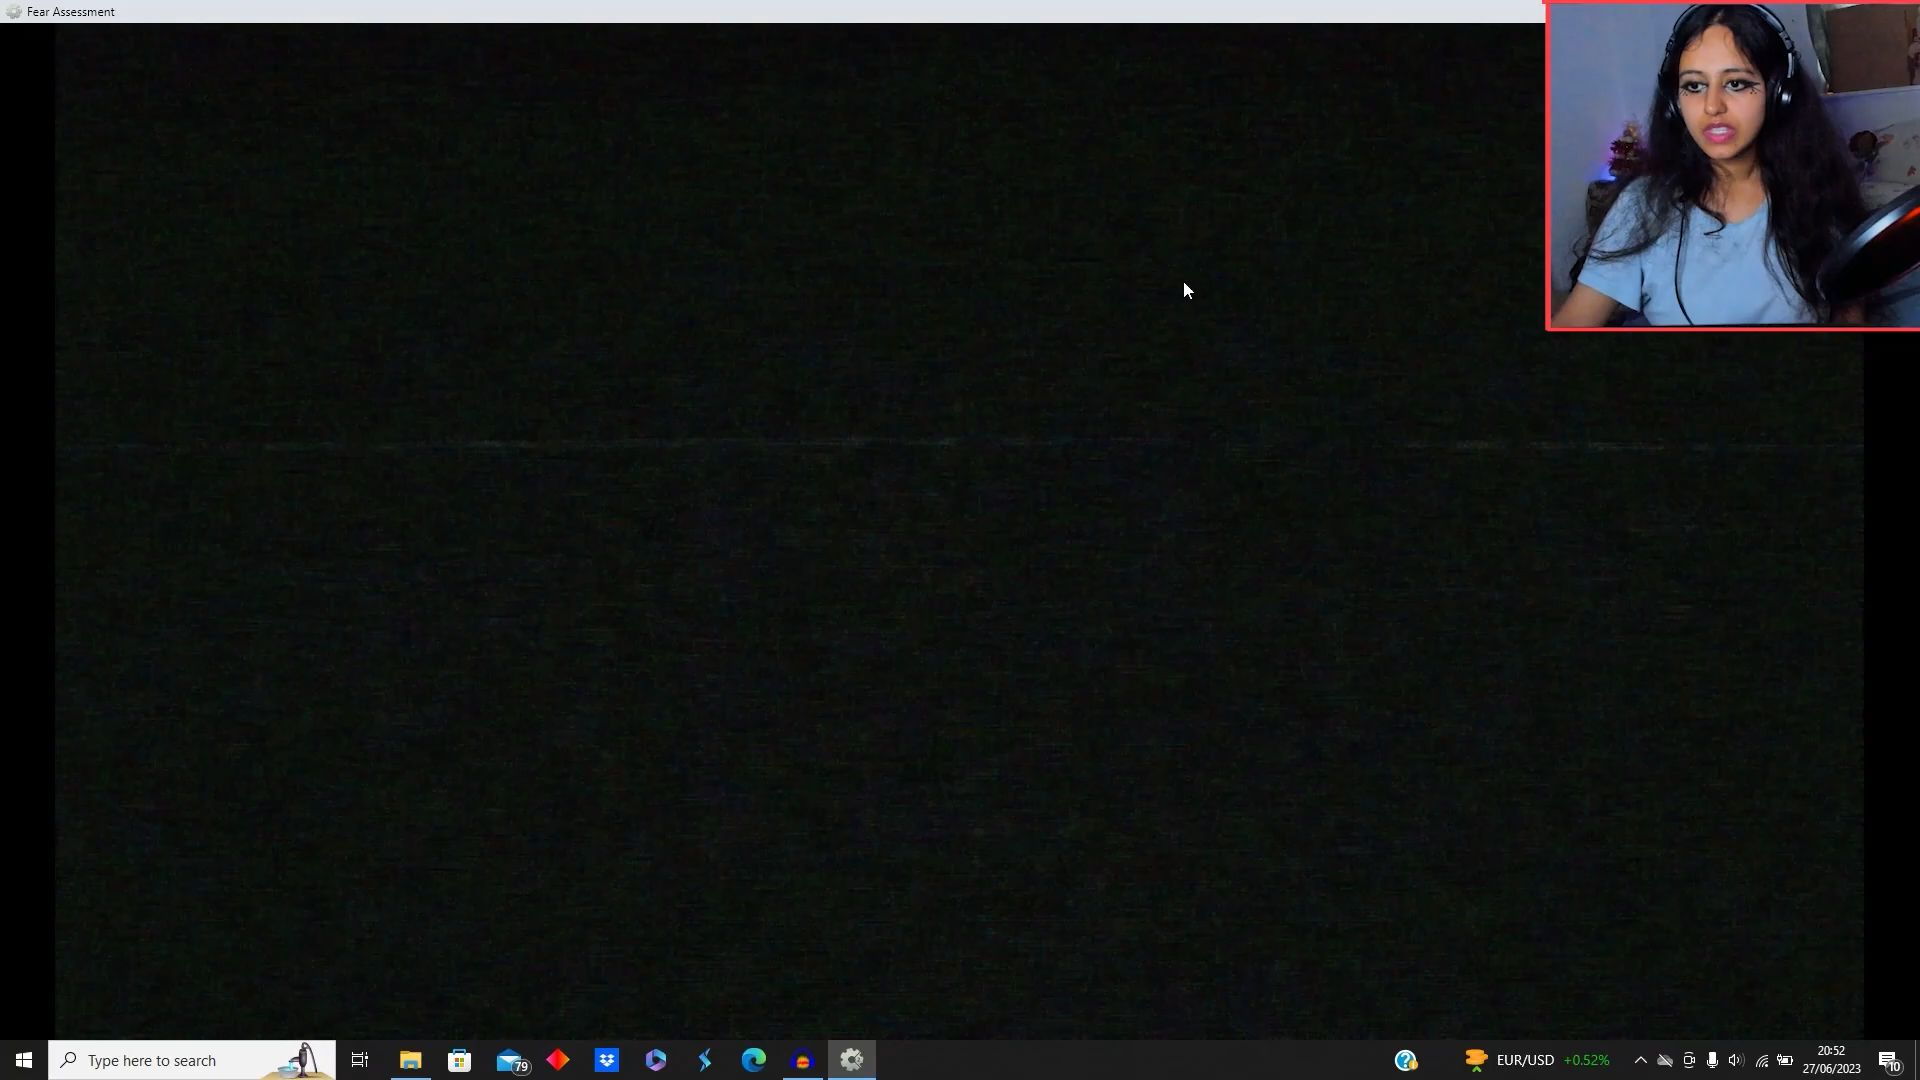 Fear Assessment
Type here to search
79
EUR/USD +0.52%
20:52
27/06/2023
10